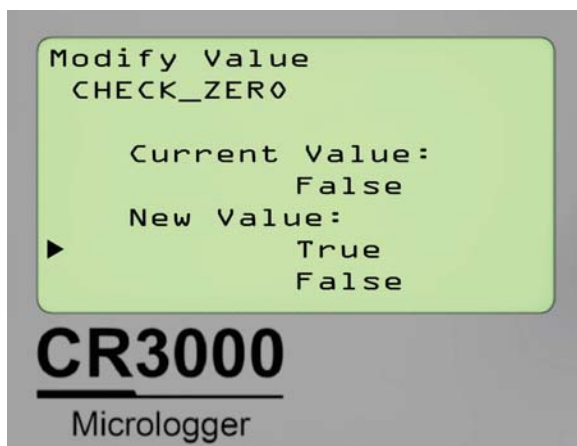 Modify Value
CHECK_ZERO
Current Value:
False
New Value:
True
False
CR3000
Micrologger